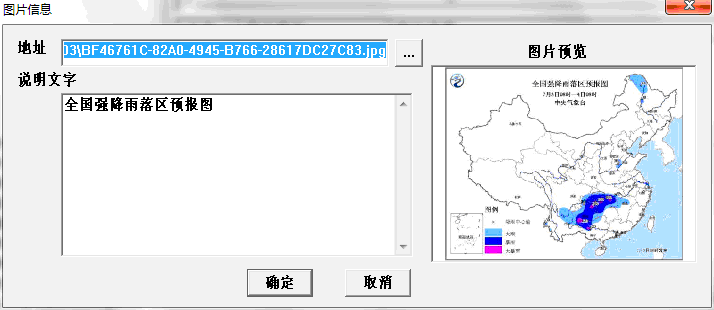 图片信息
地址
03\BF46761C-82A0-4945-B766-28617DC27C83.jpg
...
图片预览
说明文字
全国强降雨落区预报图
全国强降雨落区预报图
中央气象台
图例
大雨
暴雨
大暴雨
确定
取消